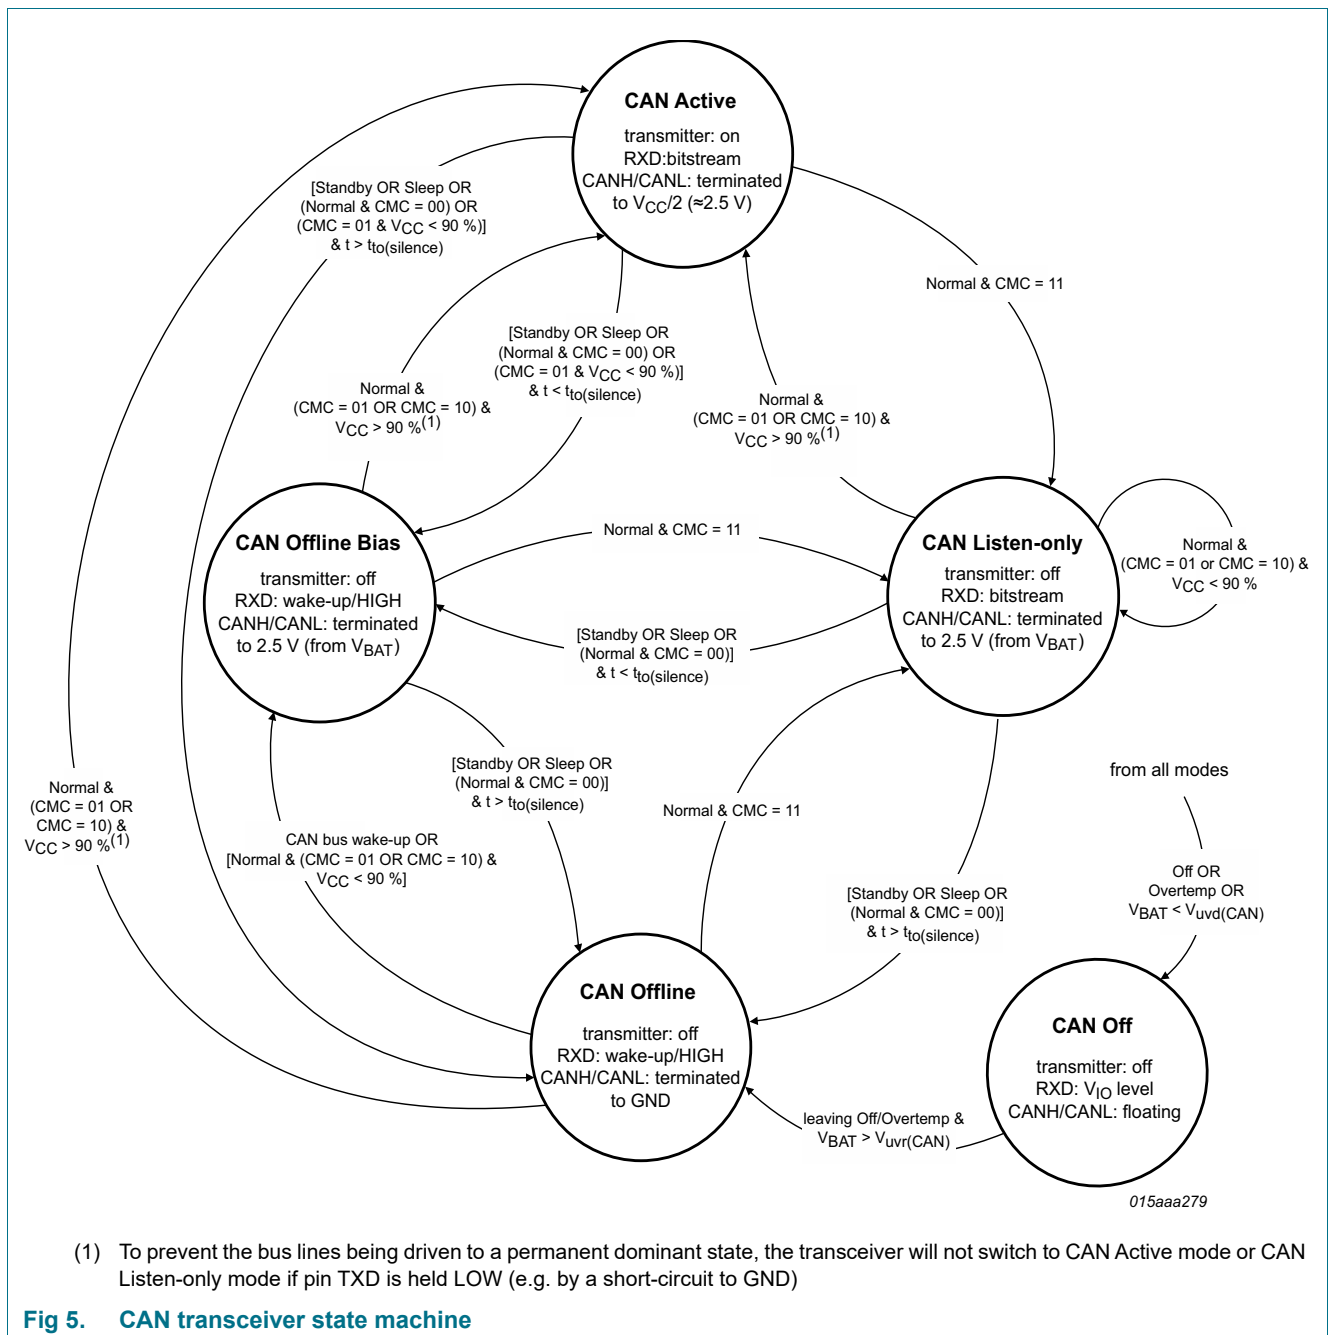 CAN Active
transmitter: on
RXD:bitstream
CANH/CANL: terminated
to VCC/2 (≈2.5 V)
[Standby OR Sleep OR
(Normal & CMC = 00) OR
(CMC = 01 & VCC < 90 %)]
& t > tto(silence)
Normal & CMC = 11
[Standby OR Sleep OR
(Normal & CMC = 00) OR
(CMC = 01 & VCC < 90 %)]
& t < tto(silence)
Normal &
(CMC = 01 OR CMC = 10) &
VCC > 90 %(1)
Normal &
(CMC = 01 OR CMC = 10) &
VCC > 90 %(1)
CAN Offline Bias
transmitter: off
RXD: wake-up/HIGH
CANH/CANL: terminated
to 2.5 V (from VBAT)
Normal & CMC = 11
CAN Listen-only
transmitter: off
RXD: bitstream
CANH/CANL: terminated
to 2.5 V (from VBAT)
Normal &
(CMC = 01 or CMC = 10) &
VCC < 90 %
[Standby OR Sleep OR
(Normal & CMC = 00)]
& t < tto(silence)
[Standby OR Sleep OR
(Normal & CMC = 00)]
& t > tto(silence)
Normal & CMC = 11
from all modes
Normal &
(CMC = 01 OR
CMC = 10) &
VCC > 90 %(1)
CAN bus wake-up OR
[Normal & (CMC = 01 OR CMC = 10) &
VCC < 90 %]
[Standby OR Sleep OR
(Normal & CMC = 00)]
& t > tto(silence)
Off OR
Overtemp OR
VBAT < Vuvd(CAN)
CAN Offline
transmitter: off
RXD: wake-up/HIGH
CANH/CANL: terminated
to GND
CAN Off
transmitter: off
RXD: VIO level
CANH/CANL: floating
leaving Off/Overtemp &
VBAT > Vuvr(CAN)
015aaa279
(1) To prevent the bus lines being driven to a permanent dominant state, the transceiver will not switch to CAN Active mode or CAN
Listen-only mode if pin TXD is held LOW (e.g. by a short-circuit to GND)
Fig 5. CAN transceiver state machine